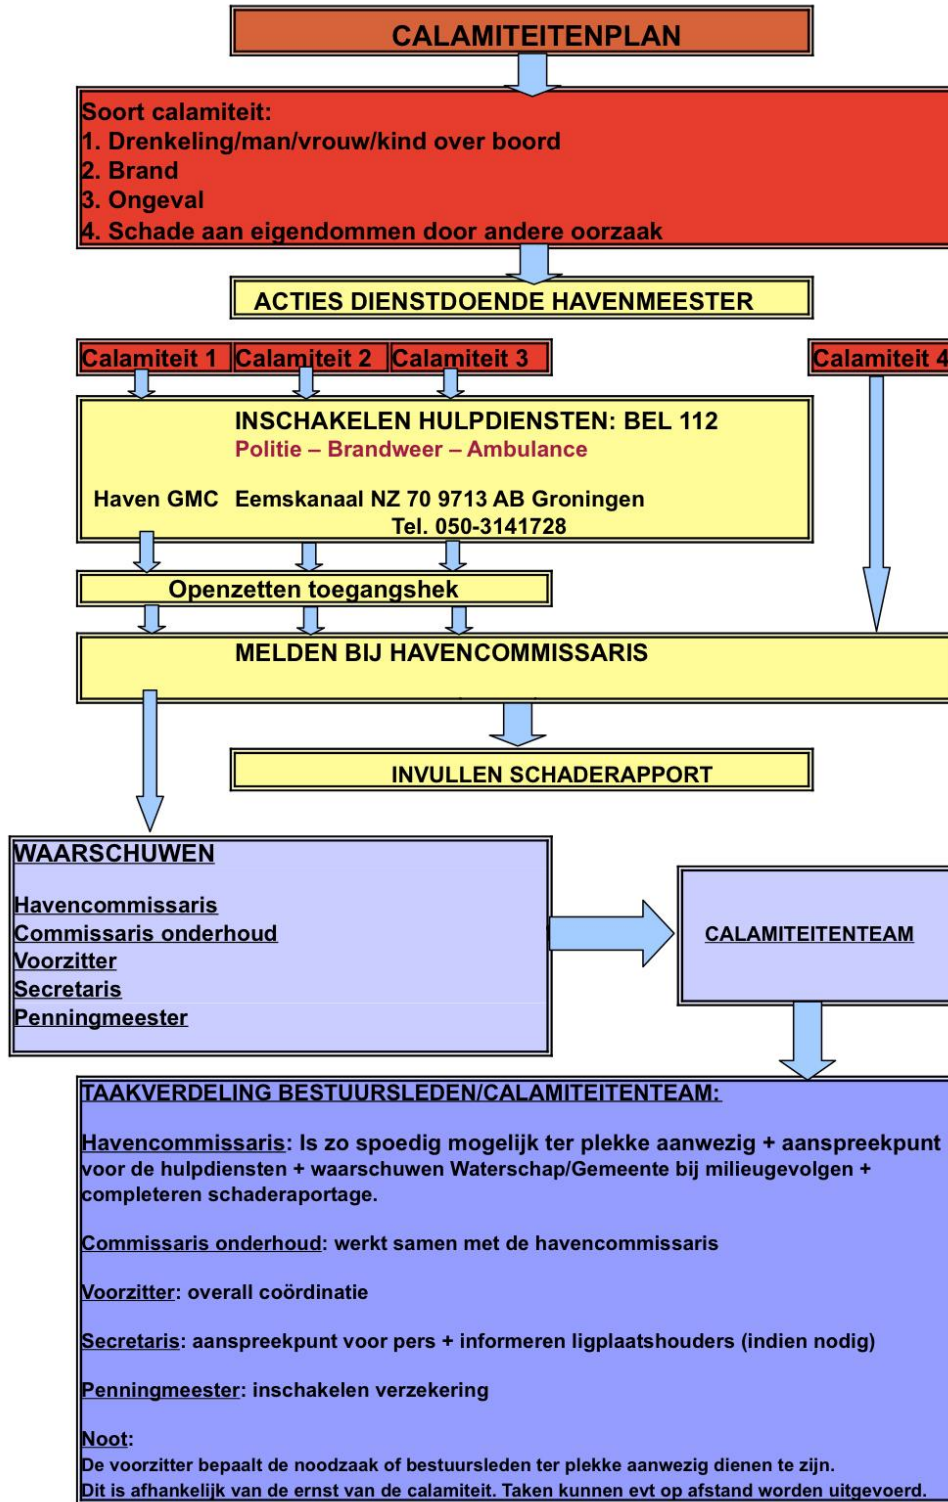 CALAMITEITENPLAN
Soort calamiteit:
1. Drenkeling/man/vrouw/kind over boord
2. Brand
3. Ongeval
4. Schade aan eigendommen door andere oorzaak
ACTIES DIENSTDOENDE HAVENMEESTER
Calamiteit 1 Calamiteit 2 Calamiteit 3 Calamiteit 4
INSCHAKELEN HULPDIENSTEN: BEL 112
Politie – Brandweer – Ambulance
Haven GMC Eemskanaal NZ 70 9713 AB Groningen
Tel. 050-3141728
Openzetten toegangshek
MELDEN BIJ HAVENCOMMISSARIS
INVULLEN SCHADERAPPORT
WAARSCHUWEN
Havencommissaris
Commissaris onderhoud
Voorzitter
Secretaris
Penningmeester
CALAMITEITENTEAM
TAAKVERDELING BESTUURSLEDEN/CALAMITEITENTEAM:
Havencommissaris: Is zo spoedig mogelijk ter plekke aanwezig + aanspreekpunt
voor de hulpdiensten + waarschuwen Waterschap/Gemeente bij milieugevolgen +
completeren schaderaportage.
Commissaris onderhoud: werkt samen met de havencommissaris
Voorzitter: overall coördinatie
Secretaris: aanspreekpunt voor pers + informeren ligplaatshouders (indien nodig)
Penningmeester: inschakelen verzekering
Noot:
De voorzitter bepaalt de noodzaak of bestuursleden ter plekke aanwezig dienen te zijn.
Dit is afhankelijk van de ernst van de calamiteit. Taken kunnen evt op afstand worden uitgevoerd.